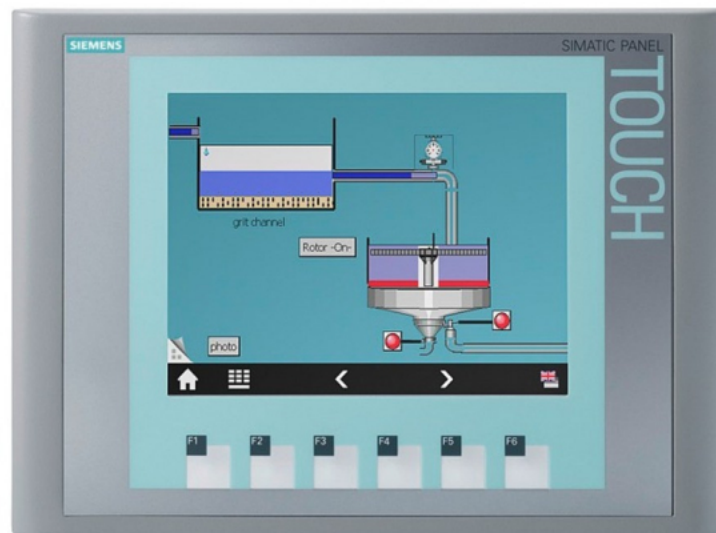 SIEMENS
SIMATIC PANEL
TOUCH
grit channel
Rotor -On-
photo
F1
F2
F3
F4
F5
F6